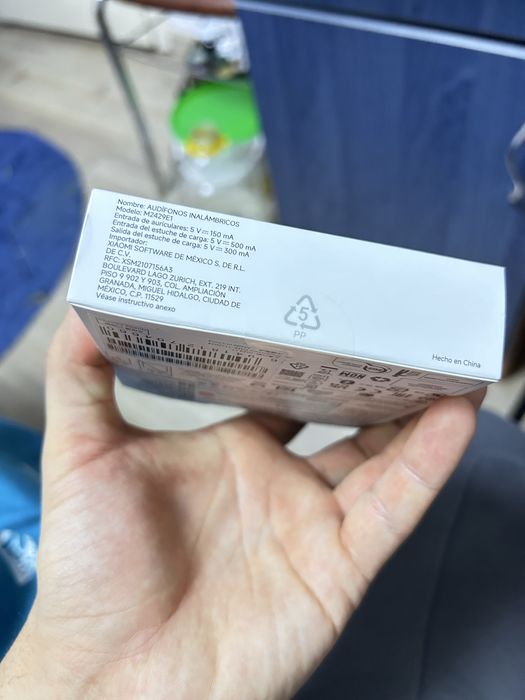 Nombre: AUDÍFONOS INALÁMBRICOS
Modelo: M2429E1
Entrada de auriculares: 5 V⎓150 mA
Entrada del estuche de carga: 5 V⎓500 mA
Salida del estuche de carga: 5 V⎓300 mA
Importador:
XIAOMI SOFTWARE DE MÉXICO S, DE R.L.
DE C.V.
RFC: XSM2107156A3
BOULEVARD LAGO ZURICH, EXT. 219 INT.
PISO 9 902 Y 903, COL. AMPLIACIÓN
GRANADA, MIGUEL HIDALGO, CIUDAD DE
MÉXICO, C.P. 11529
Véase instructivo anexo
5
PP
Hecho en China
NOM